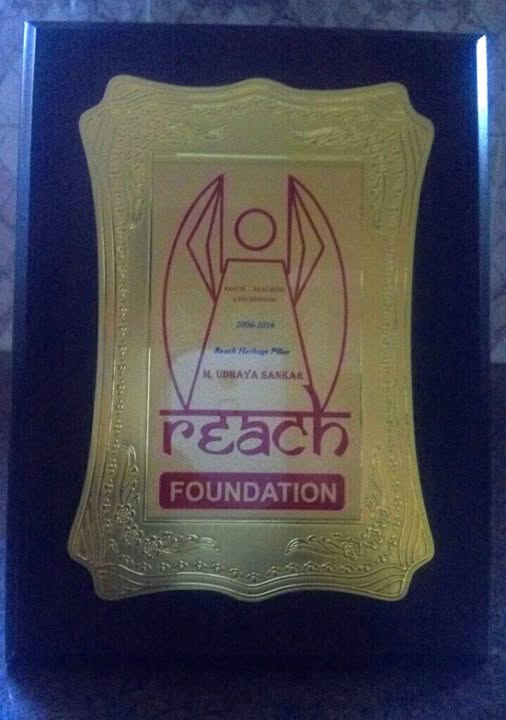 2006-2016
Reach Heritage Pillar
M. UDHAYA SANKAR
reach
FOUNDATION